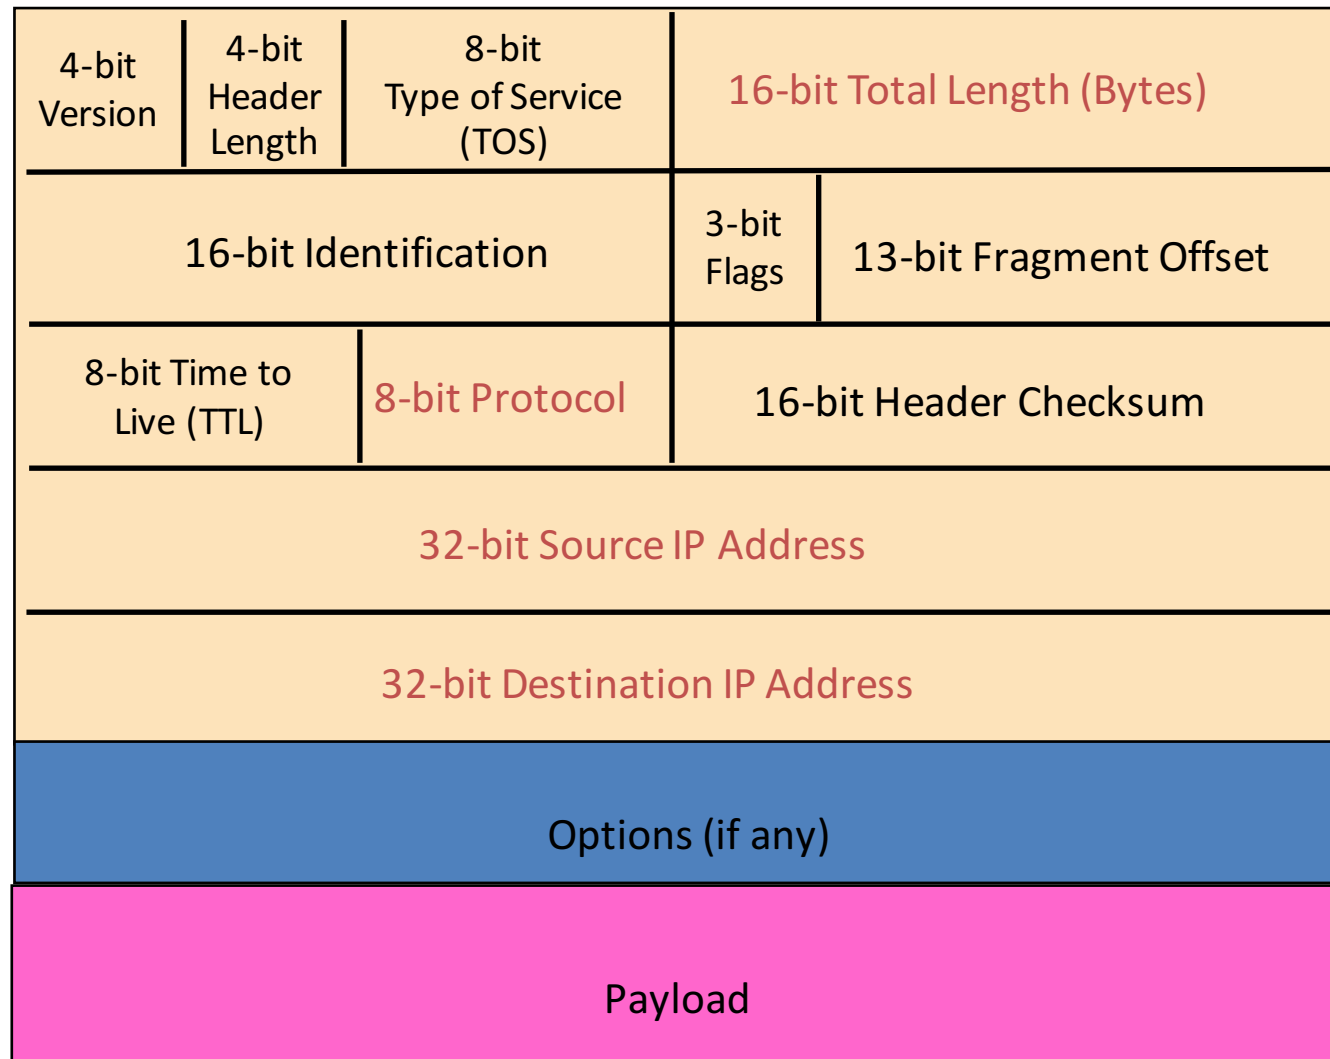 4-bit
Version
4-bit
Header
Length
8-bit
Type of Service
(TOS)
16-bit Total Length (Bytes)
16-bit Identification
3-bit
Flags
13-bit Fragment Offset
8-bit Time to
Live (TTL)
8-bit Protocol
16-bit Header Checksum
32-bit Source IP Address
32-bit Destination IP Address
Options (if any)
Payload